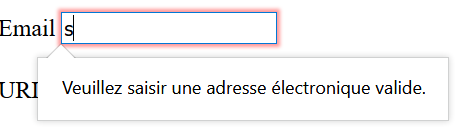 Email s
Veuillez saisir une adresse électronique valide.
URI